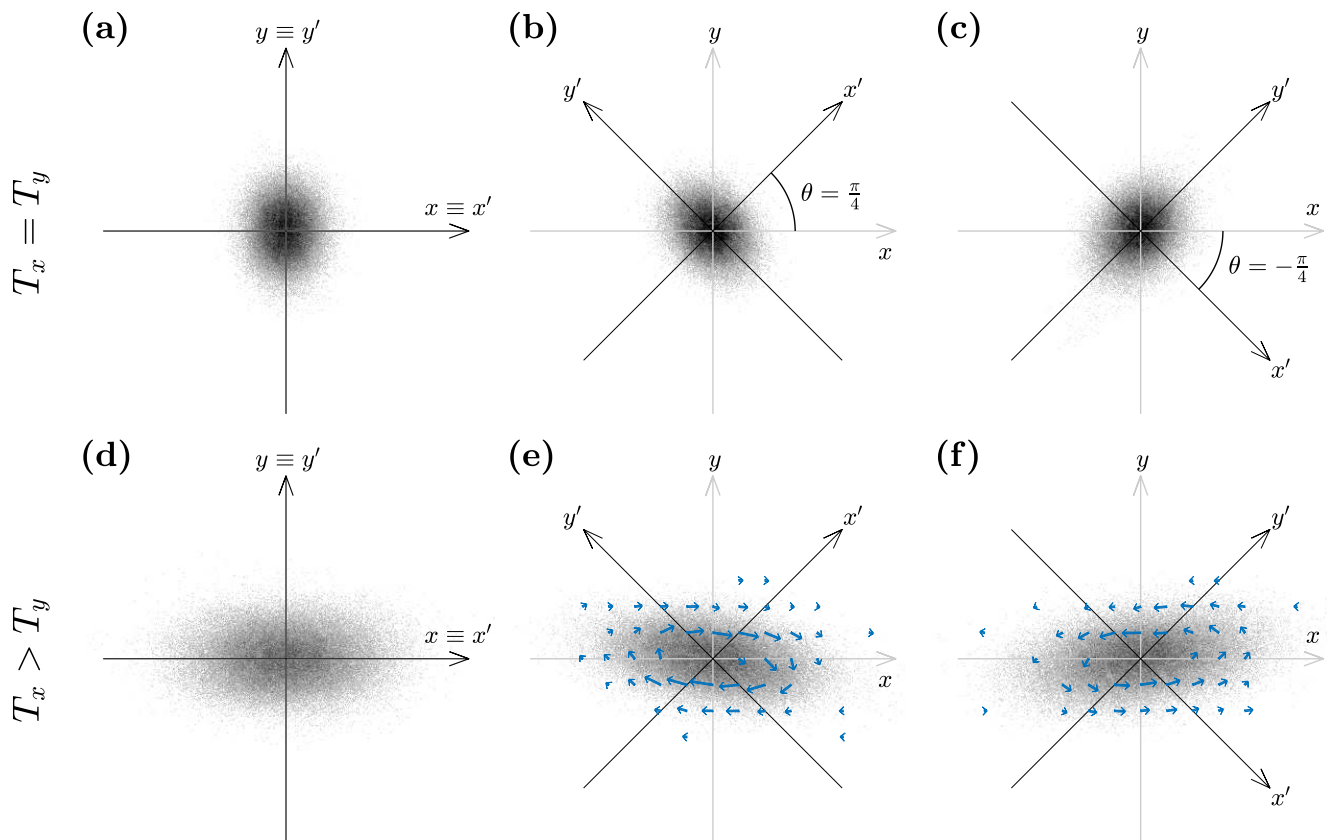 (a)
y ≡ y′
x ≡ x′
T_x = T_y
(b)
y
y′
x′
θ = π/4
x
(c)
y
y′
x
θ = −π/4
x′
(d)
y ≡ y′
x ≡ x′
T_x > T_y
(e)
y
y′
x′
x
(f)
y
y′
x
x′